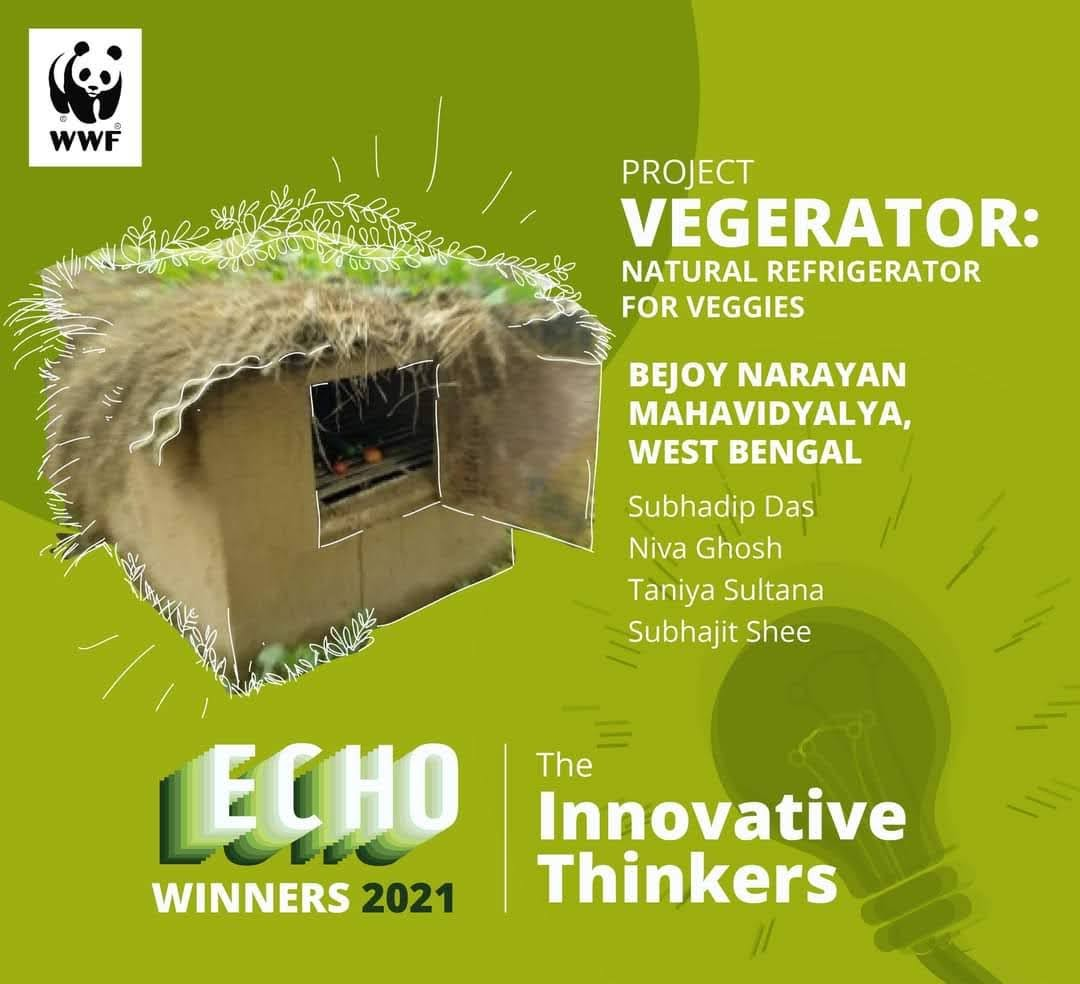 WWF
PROJECT
VEGERATOR:
NATURAL REFRIGERATOR
FOR VEGGIES
BEJOY NARAYAN
MAHAVIDYALYA,
WEST BENGAL
Subhadip Das
Niva Ghosh
Taniya Sultana
Subhajit Shee
ECHO
WINNERS 2021
The
Innovative
Thinkers